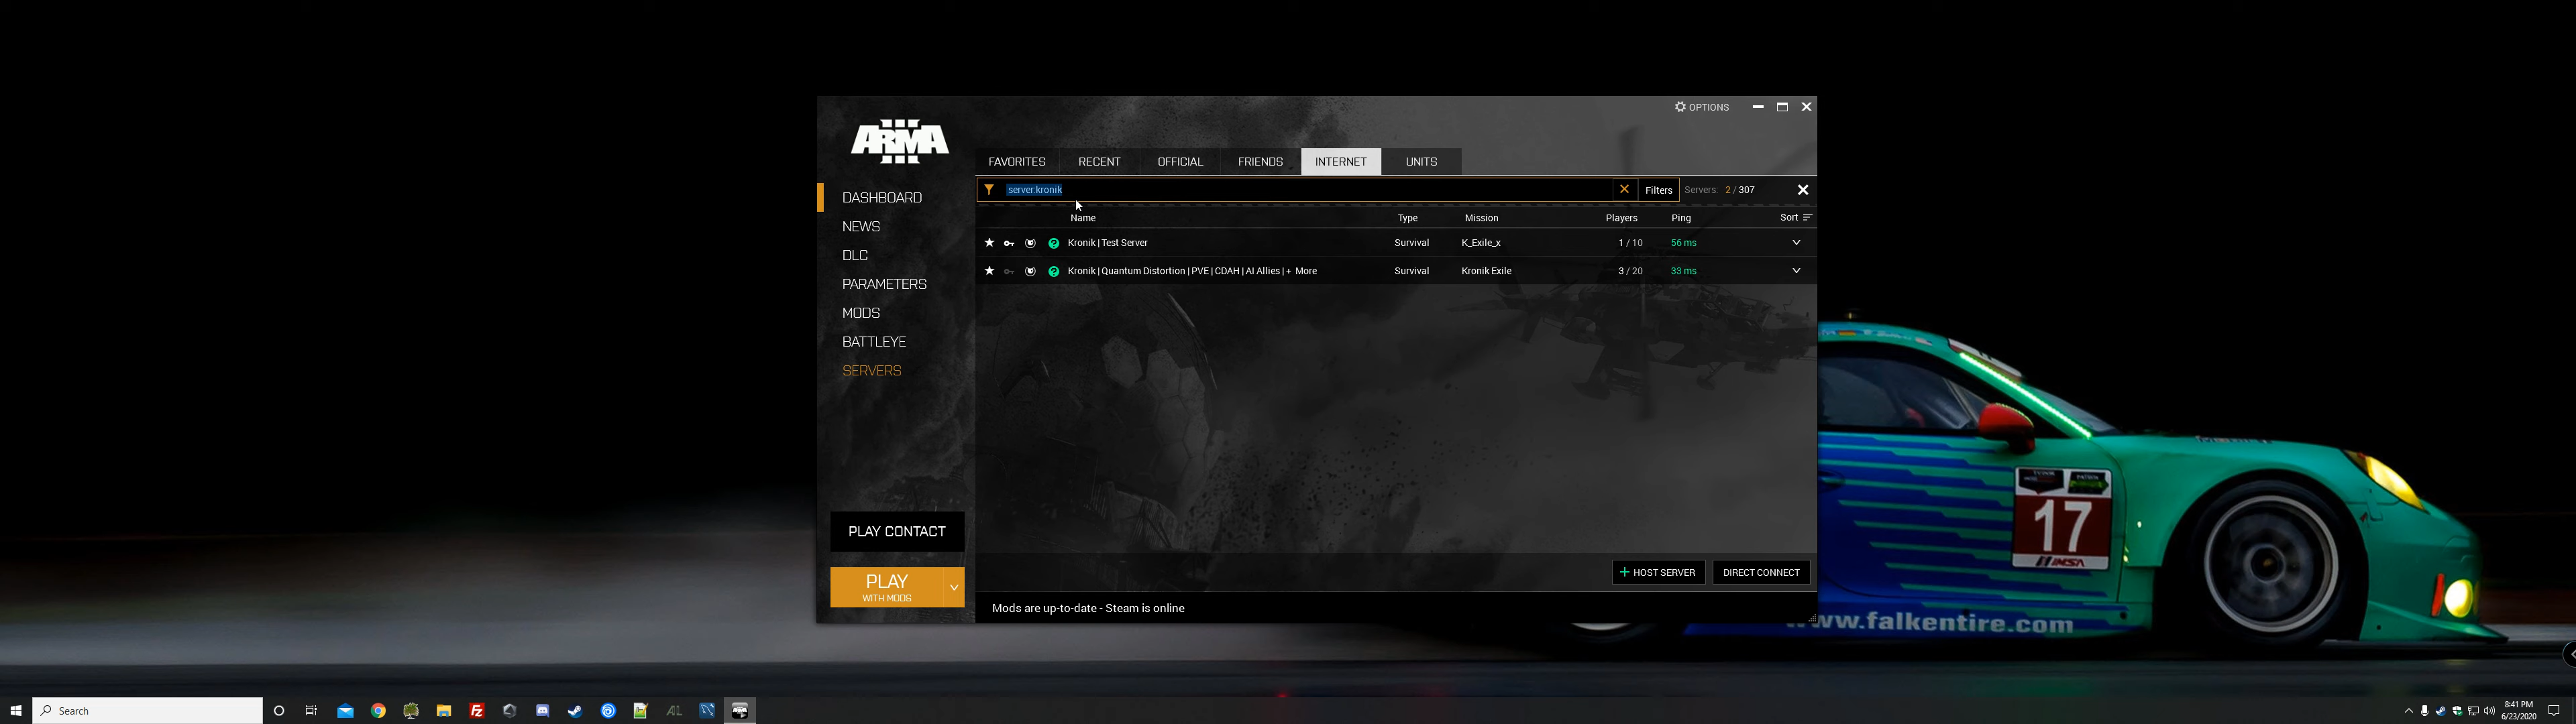 OPTIONS
ARMA III
FAVORITES RECENT OFFICIAL FRIENDS INTERNET UNITS
server:kronik Filters Servers: 2 / 307
Name Type Mission Players Ping Sort
Kronik | Test Server Survival K_Exile_x 1 / 10 56 ms
Kronik | Quantum Distortion | PVE | CDAH | AI Allies | + More Survival Kronik Exile 3 / 20 33 ms
DASHBOARD
NEWS
DLC
PARAMETERS
MODS
BATTLEYE
SERVERS
PLAY CONTACT
PLAY
WITH MODS
+ HOST SERVER DIRECT CONNECT
Mods are up-to-date - Steam is online
17
IMSA
www.falkentire.com
Search
8:41 PM
6/23/2020